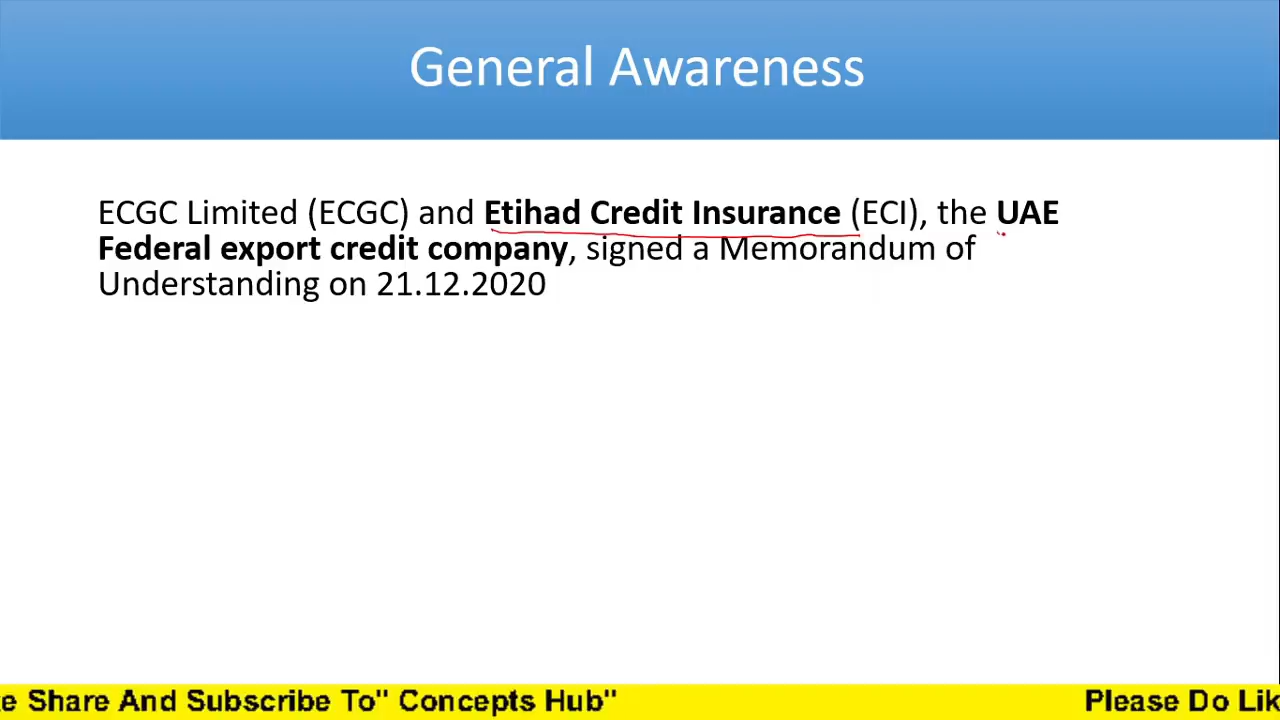 General Awareness
ECGC Limited (ECGC) and Etihad Credit Insurance (ECI), the UAE
Federal export credit company, signed a Memorandum of
Understanding on 21.12.2020
e Share And Subscribe To" Concepts Hub" Please Do Lik